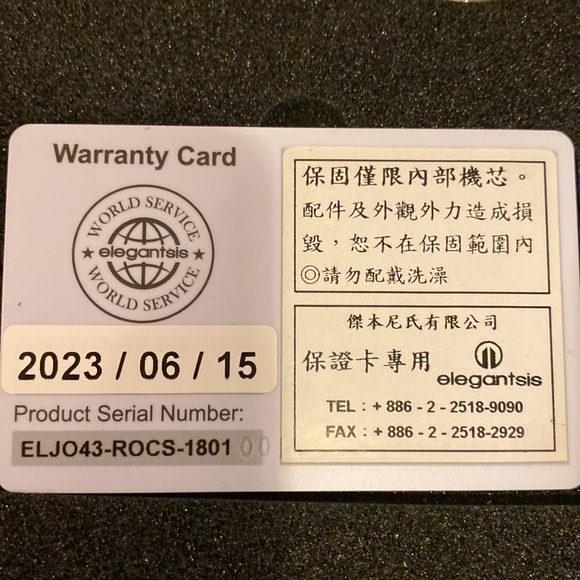 Warranty Card
WORLD SERVICE
elegantsis
WORLD SERVICE
2023 / 06 / 15
Product Serial Number:
ELJO43-ROCS-1801 00
保固僅限內部機芯。
配件及外觀外力造成損
毀，恕不在保固範圍內
◎請勿配戴洗澡
傑本尼氏有限公司
保證卡專用
elegantsis
TEL：+ 886 - 2 - 2518-9090
FAX：+ 886 - 2 - 2518-2929